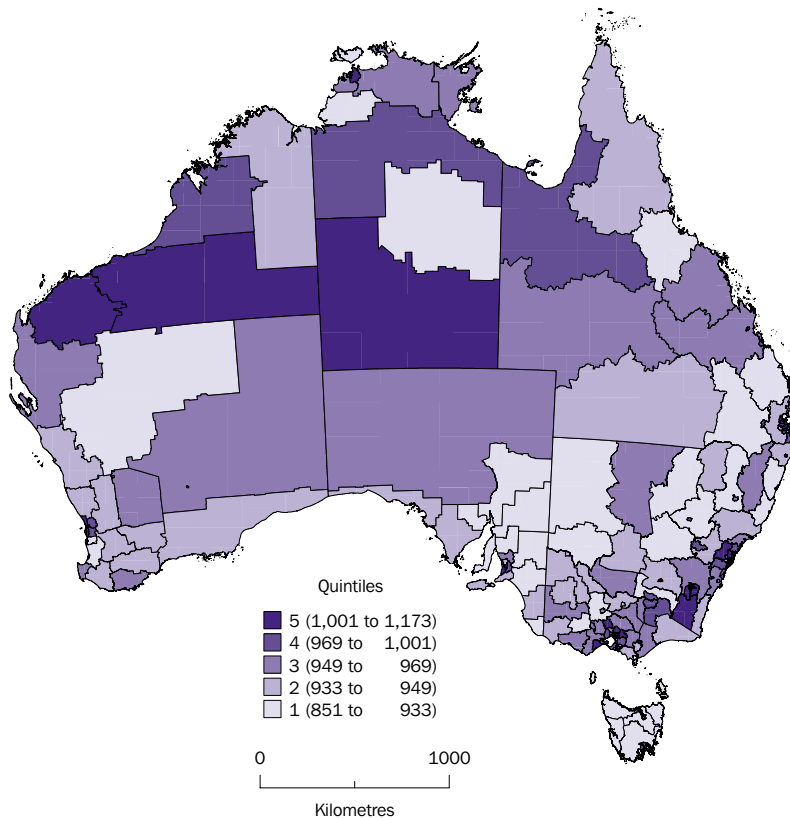 Quintiles
5 (1,001 to 1,173)
4 (969 to 1,001)
3 (949 to 969)
2 (933 to 949)
1 (851 to 933)
0 1000
Kilometres